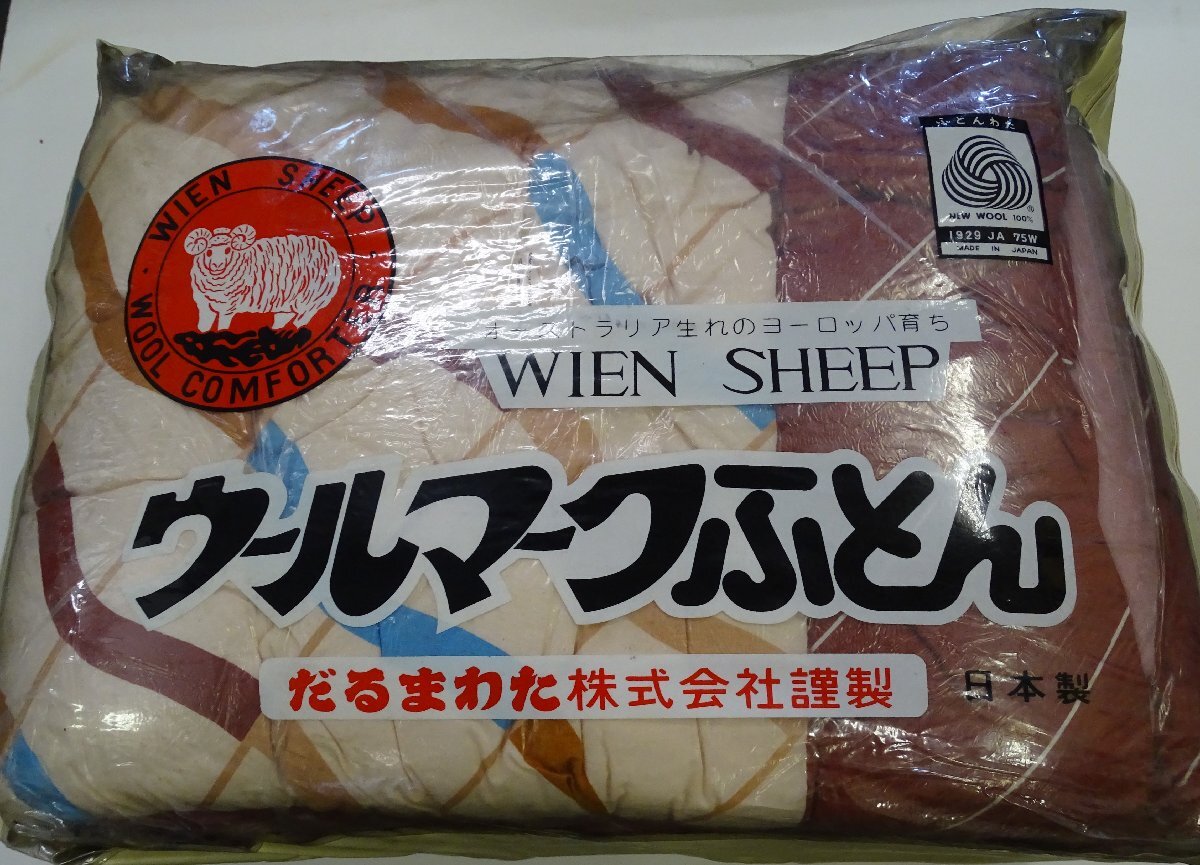 WIEN SHEEP
WOOL COMFORTER
ふとんわた
NEW WOOL 100%
1929 JA 75W
MADE IN JAPAN
オーストラリア生れのヨーロッパ育ち
WIEN SHEEP
ウールマークふとん
だるまわた株式会社謹製
日本製